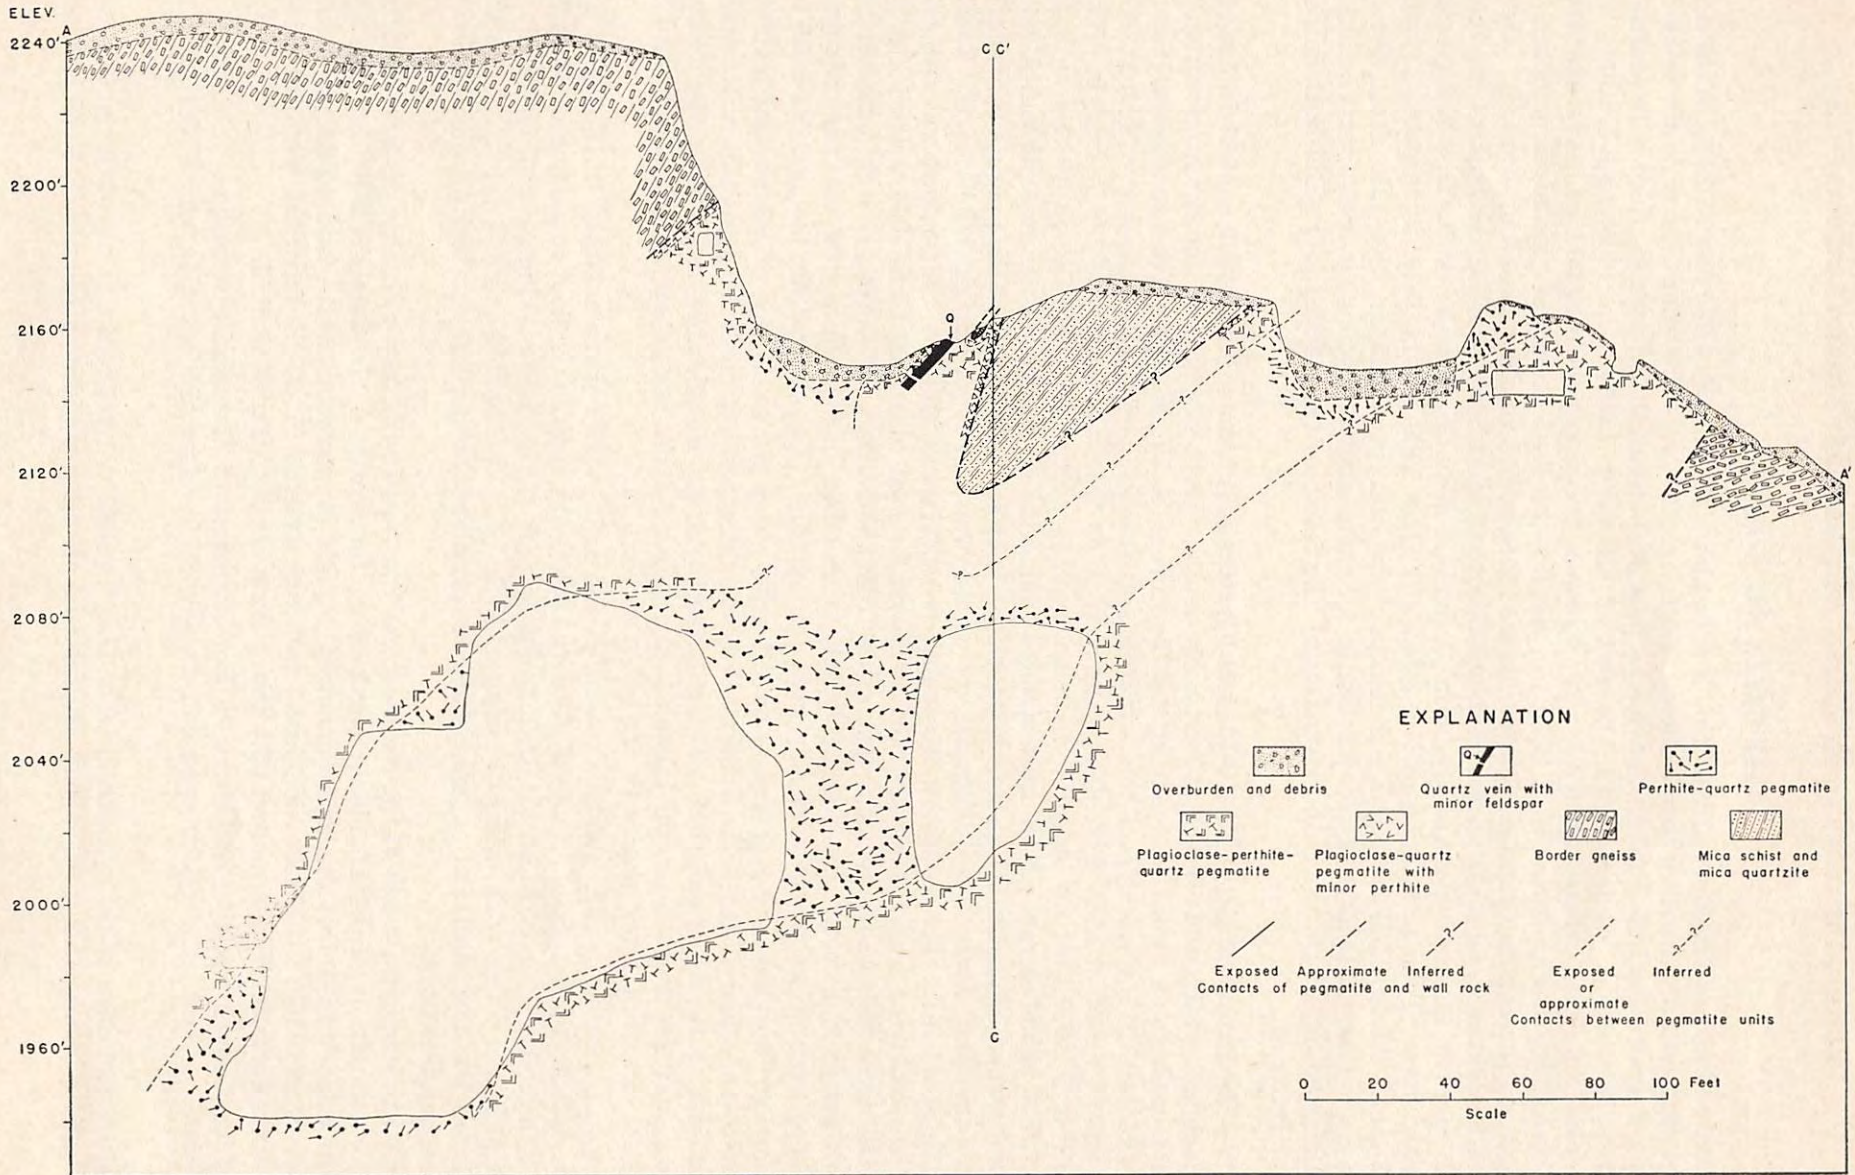 ELEV.
A
2240'
C C'
2200'
2160'
Q
2120'
A'
2080'
2040'
2000'
1960'
C
?
?
?
?
?
?
?
?
?
?
?
EXPLANATION
Overburden and debris
Q
Quartz vein with
minor feldspar
Perthite-quartz pegmatite
Plagioclase-perthite-
quartz pegmatite
Plagioclase-quartz
pegmatite with
minor perthite
Border gneiss
Mica schist and
mica quartzite
?
? ?
Exposed Approximate Inferred
Contacts of pegmatite and wall rock
Exposed
or
approximate
Inferred
Contacts between pegmatite units
0 20 40 60 80 100 Feet
Scale